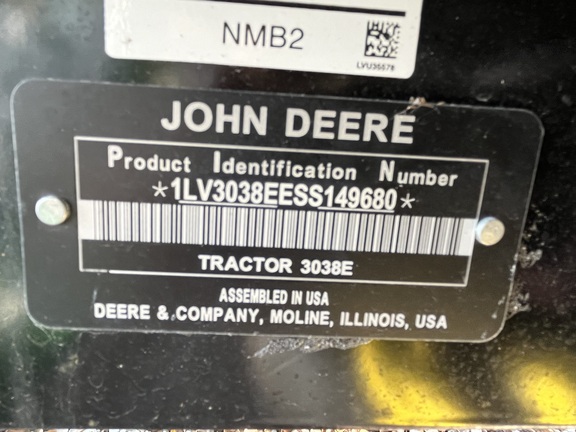 NMB2
LVU36578
JOHN DEERE
Product Identification Number
*1LV3038EESS149680*
TRACTOR 3038E
ASSEMBLED IN USA
DEERE & COMPANY, MOLINE, ILLINOIS, USA